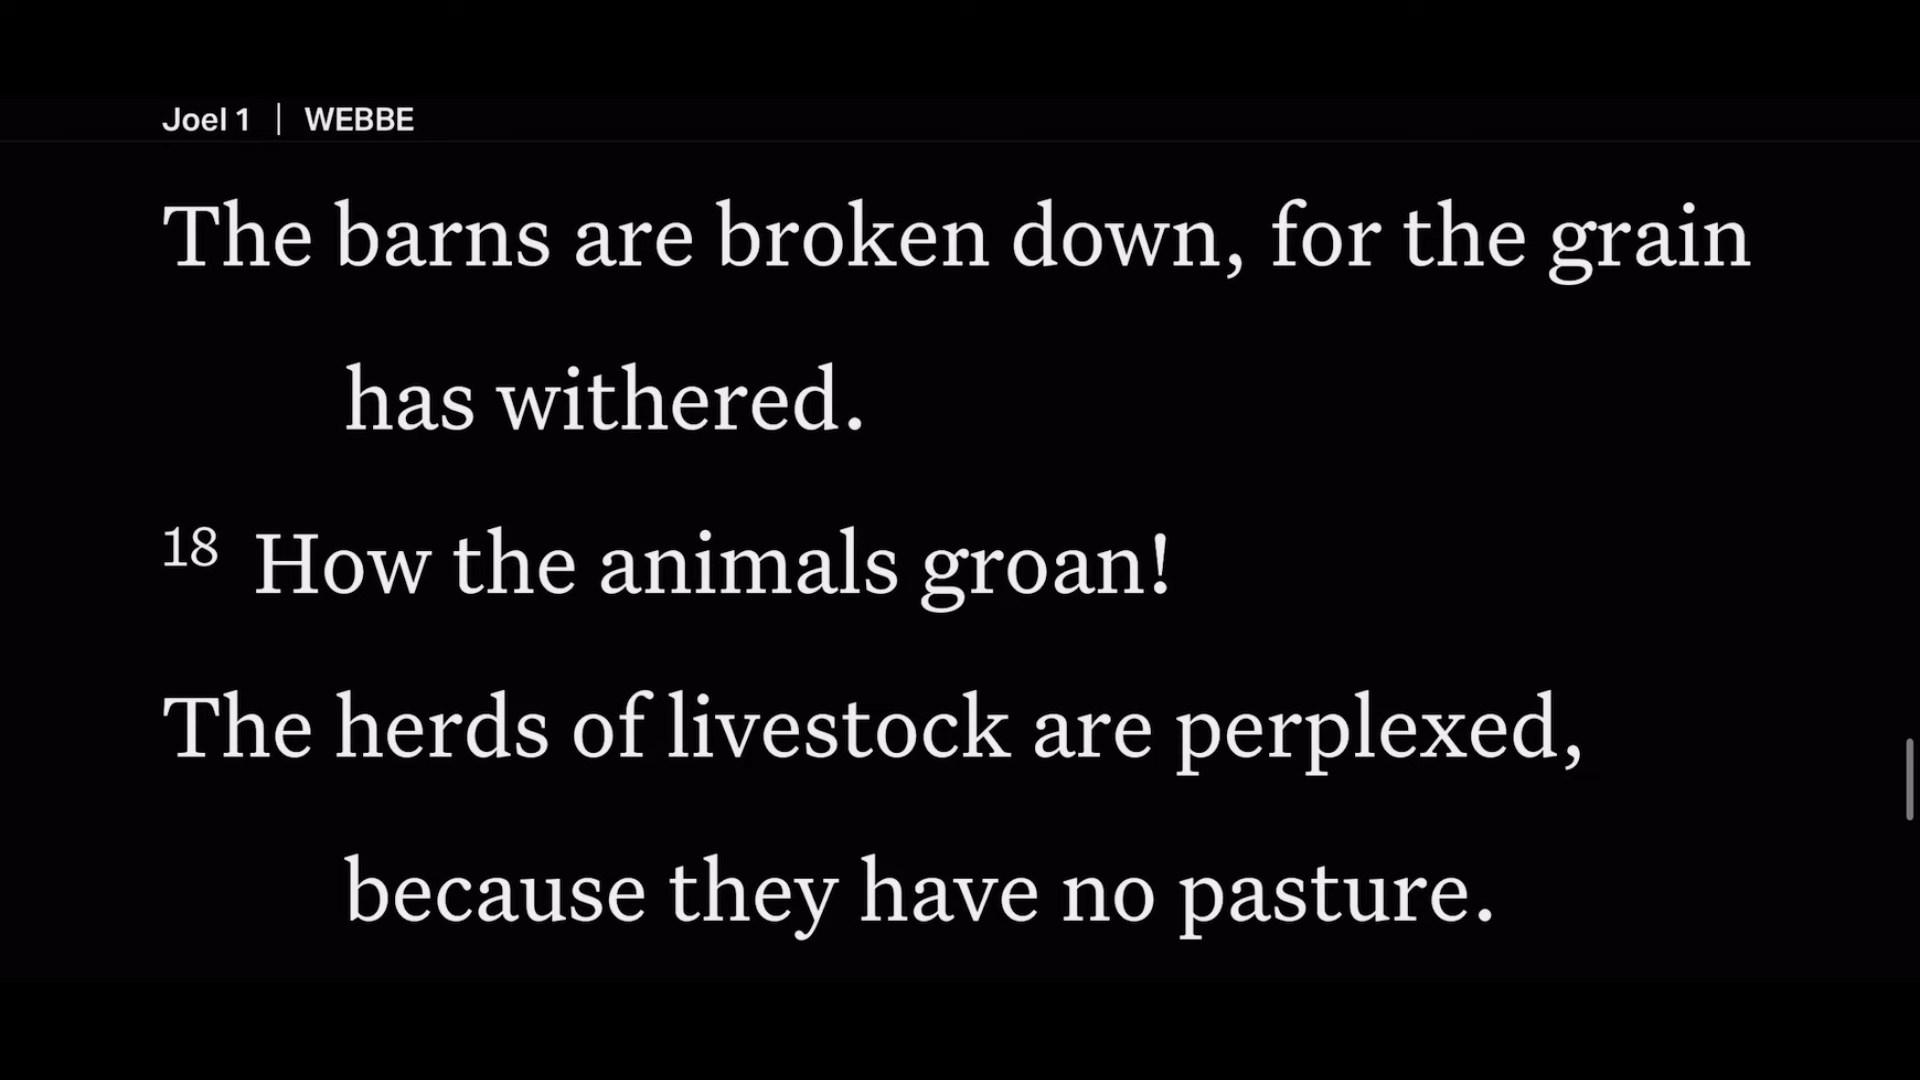 Joel 1 | WEBBE
The barns are broken down, for the grain
has withered.
18 How the animals groan!
The herds of livestock are perplexed,
because they have no pasture.